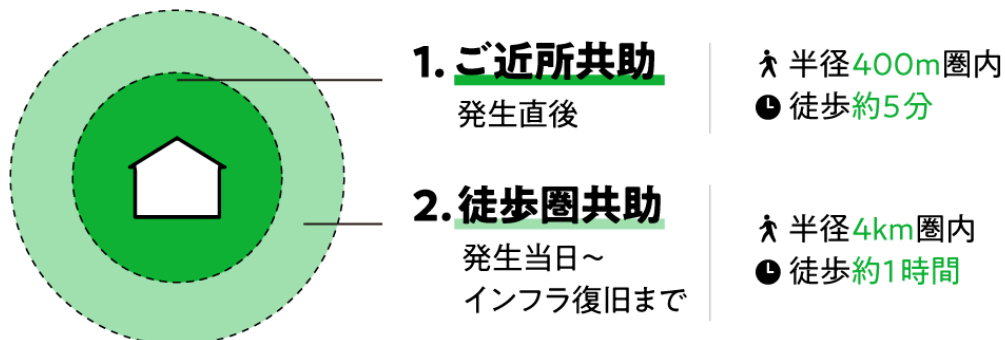 1. ご近所共助
発生直後
半径400m圏内
徒歩約5分
2. 徒歩圏共助
発生当日〜
インフラ復旧まで
半径4km圏内
徒歩約1時間